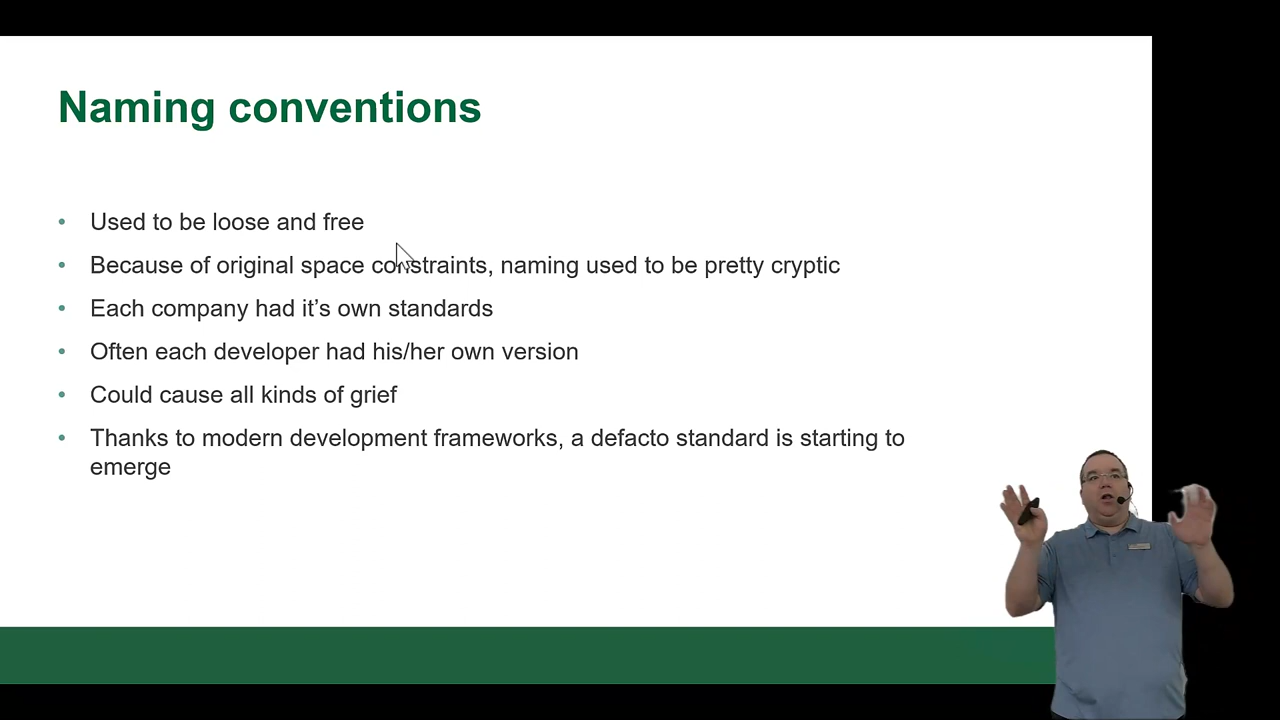 Naming conventions
• Used to be loose and free
• Because of original space constraints, naming used to be pretty cryptic
• Each company had it’s own standards
• Often each developer had his/her own version
• Could cause all kinds of grief
• Thanks to modern development frameworks, a defacto standard is starting to
emerge